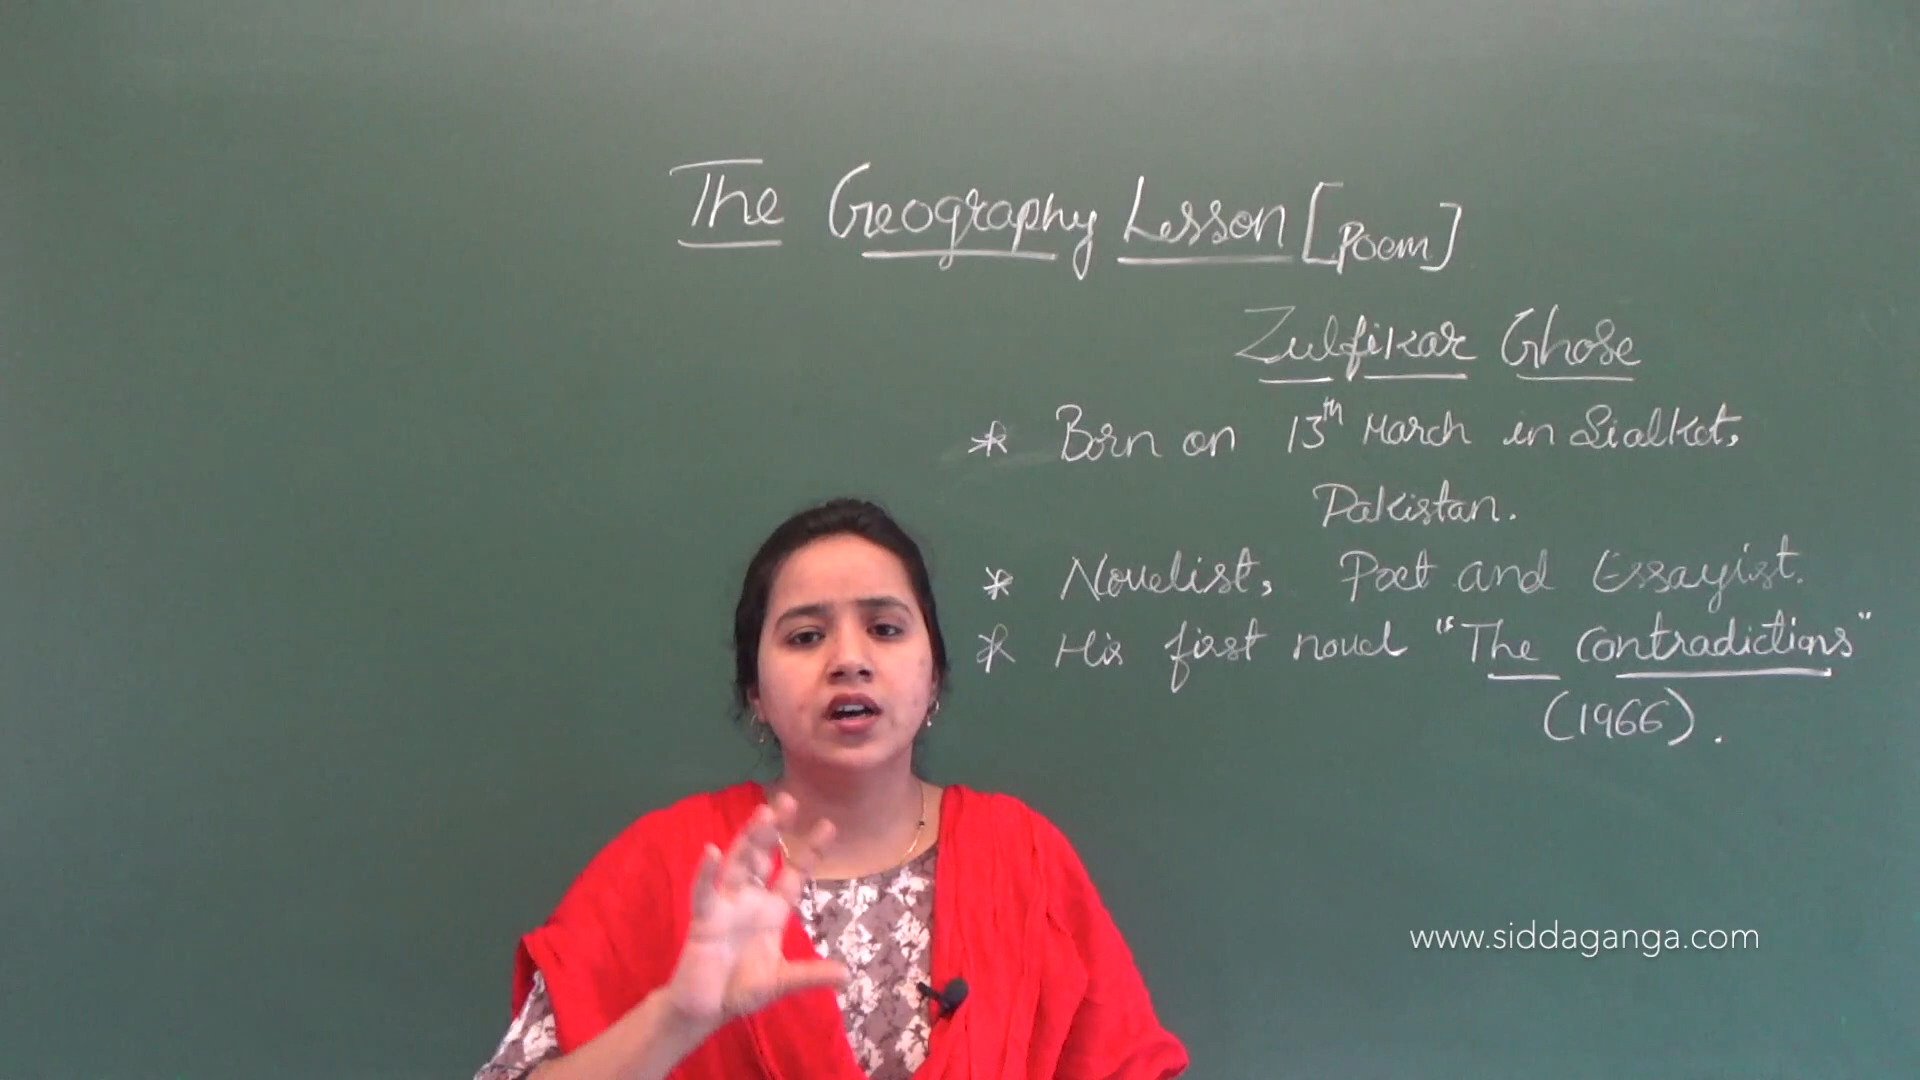 The Geography Lesson [Poem]
Zulfikar Ghose
* Born on 13th March in Sialkot,
Pakistan.
* Novelist, Poet and Essayist.
* His first novel "The Contradictions"
(1966).
www.siddaganga.com